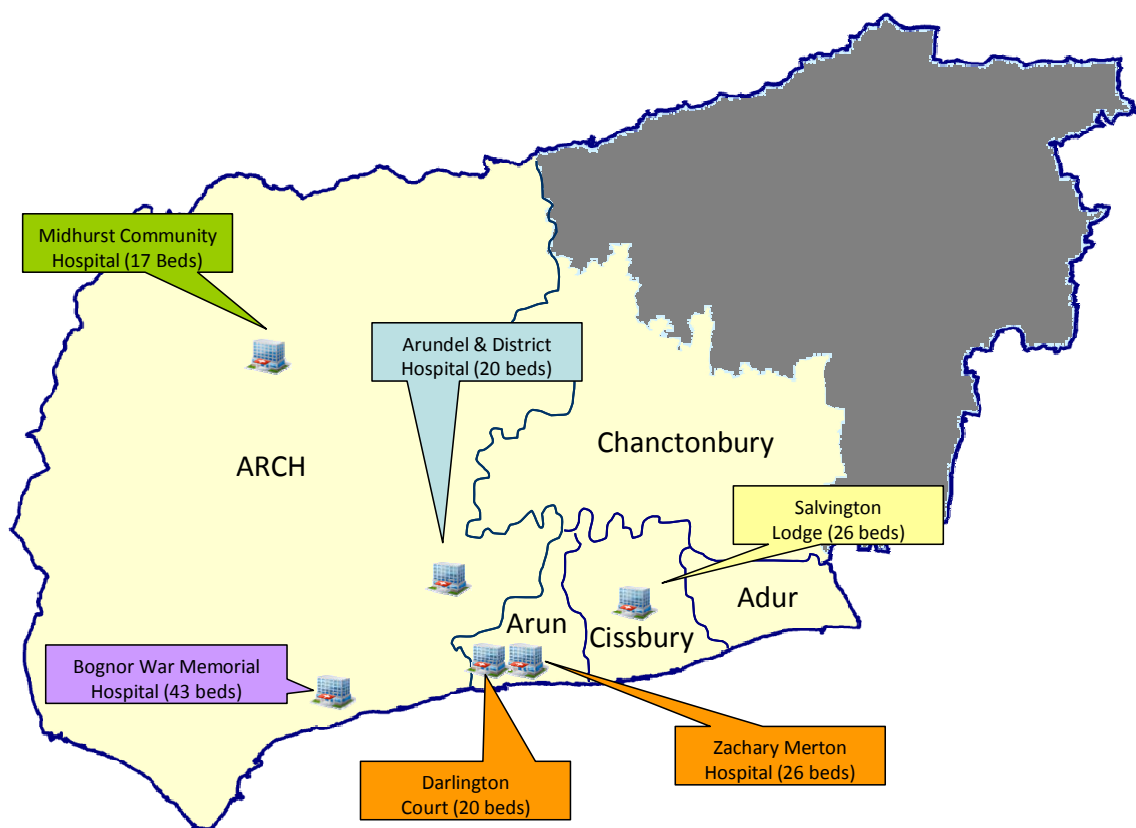 Midhurst Community
Hospital (17 Beds)
Arundel & District
Hospital (20 beds)
Chanctonbury
ARCH
Salvington
Lodge (26 beds)
Adur
Arun
Cissbury
Bognor War Memorial
Hospital (43 beds)
Zachary Merton
Hospital (26 beds)
Darlington
Court (20 beds)